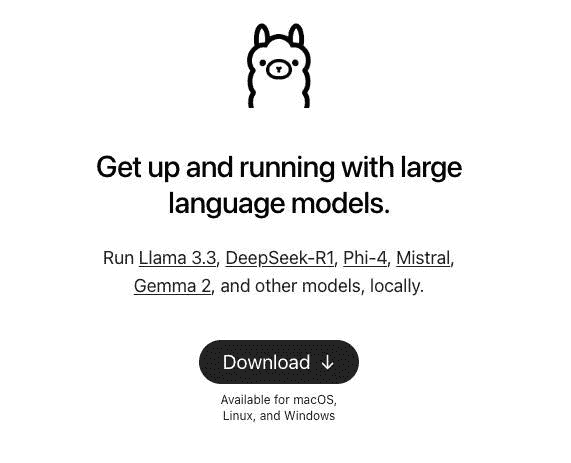 Get up and running with large
language models.
Run Llama 3.3, DeepSeek-R1, Phi-4, Mistral,
Gemma 2, and other models, locally.
Download ↓
Available for macOS,
Linux, and Windows